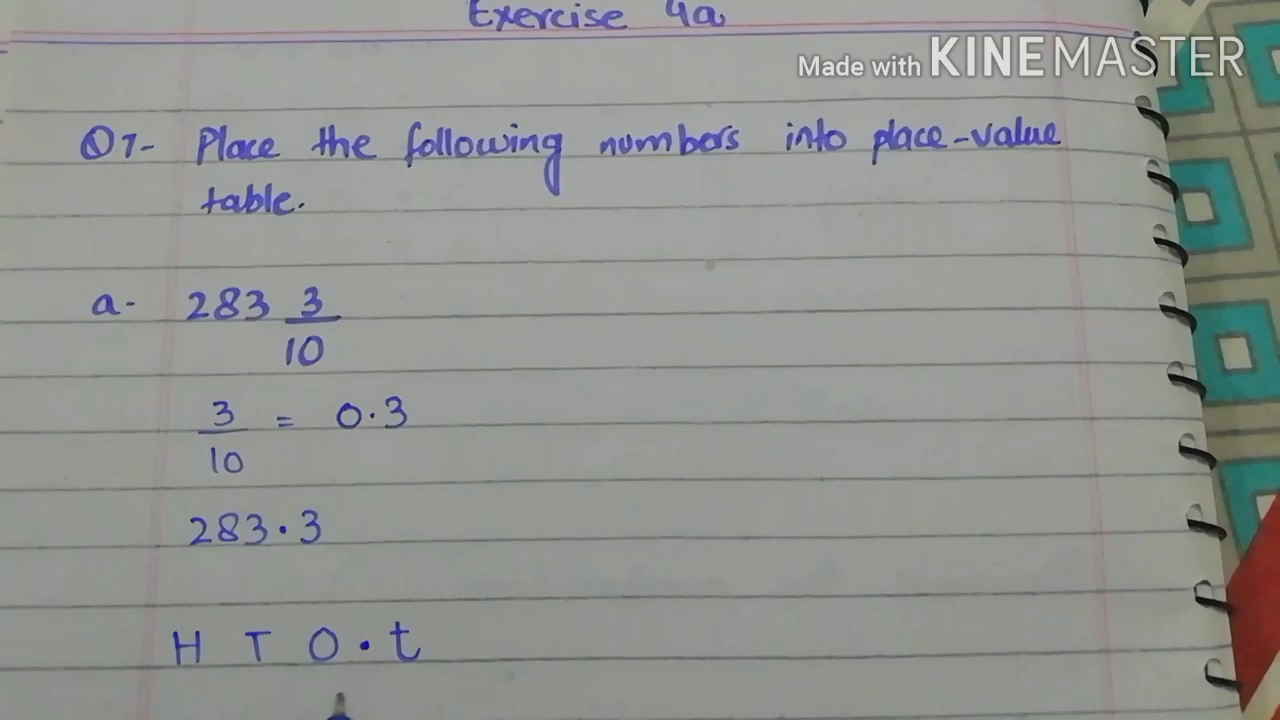 Exercise 4a
Made with KINEMASTER
Q1- Place the following numbers into place-value
table.
a- 283 3/10
3/10 = 0.3
283.3
H T O . t